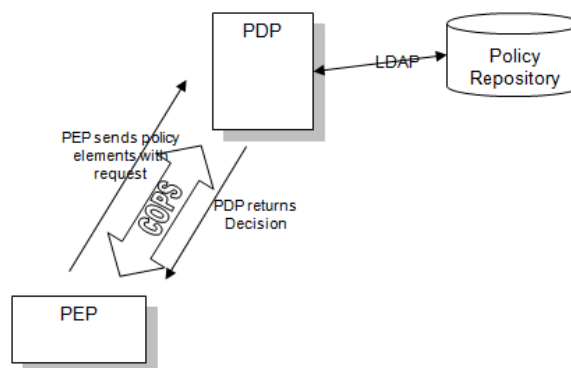 PDP
LDAP
Policy
Repository
PEP sends policy
elements with
request
COPS
PDP returns
Decision
PEP